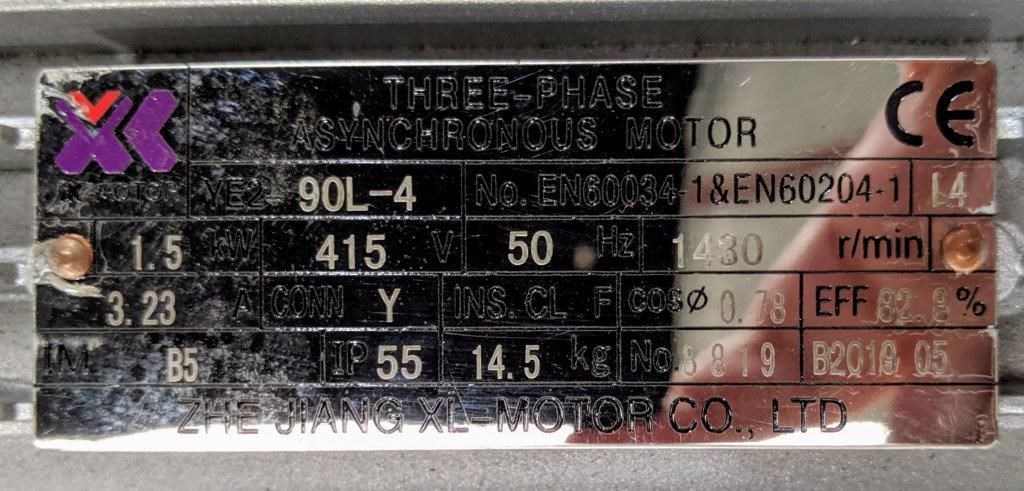 THREE-PHASE
ASYNCHRONOUS MOTOR
CE
YE2-90L-4 No. EN60034-1&EN60204-1 L4
1.5 kW 415 V 50 Hz 1430 r/min
3.23 A CONN Y INS. CL F cosø 0.78 EFF 82.8%
IM B5 IP 55 14.5 kg No. 8819 B2019 05
ZHE JIANG XL-MOTOR CO., LTD